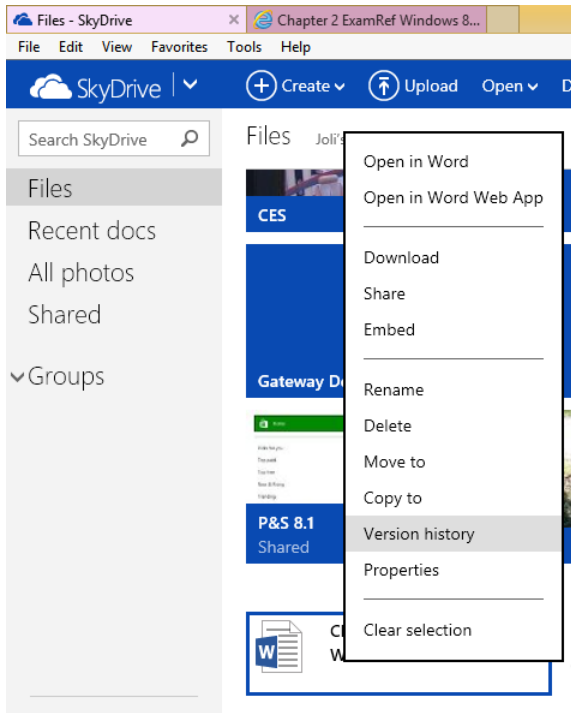 Files - SkyDrive
Chapter 2 ExamRef Windows 8...
File Edit View Favorites Tools Help
SkyDrive
Create Upload Open D
Search SkyDrive
Files
Recent docs
All photos
Shared
Groups
Files Joli's
CES
Gateway De
P&S 8.1
Shared
W
Open in Word
Open in Word Web App
Download
Share
Embed
Rename
Delete
Move to
Copy to
Version history
Properties
Clear selection